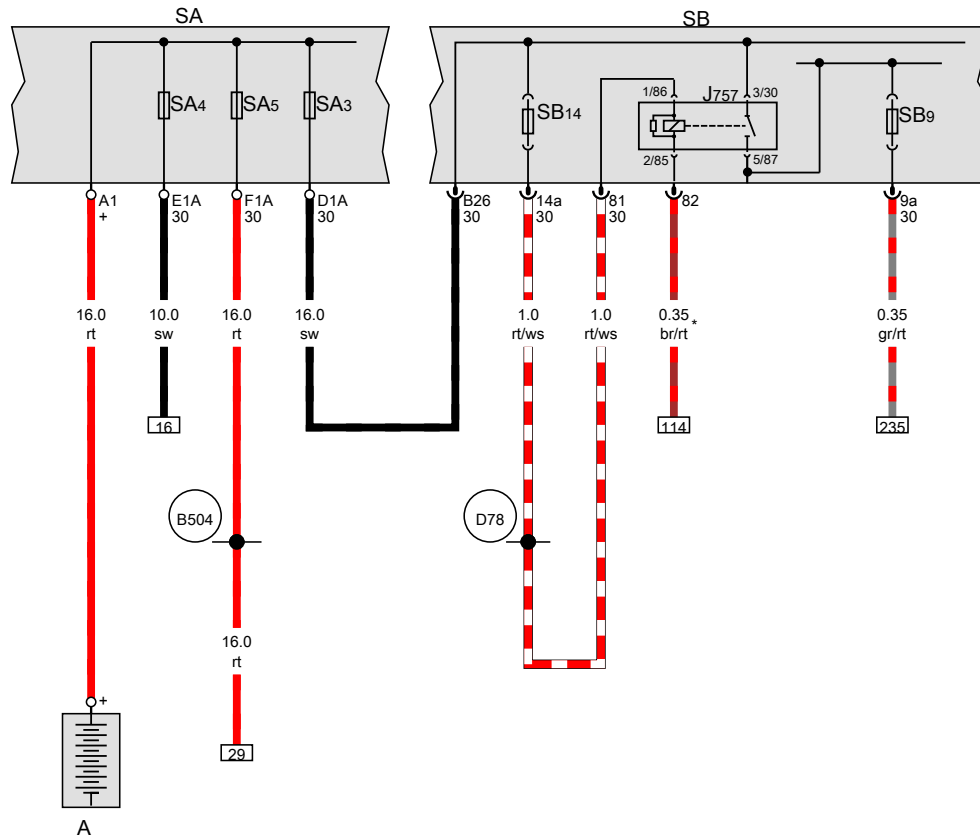 SA
SB
SA4
SA5
SA3
SB14
1/86
J757
3/30
2/85
5/87
SB9
A1
+
E1A
30
F1A
30
D1A
30
B26
30
14a
30
81
30
82
9a
30
16.0
rt
10.0
sw
16.0
rt
16.0
sw
1.0
rt/ws
1.0
rt/ws
0.35
br/rt*
0.35
gr/rt
16
114
235
B504
D78
16.0
rt
+
29
A